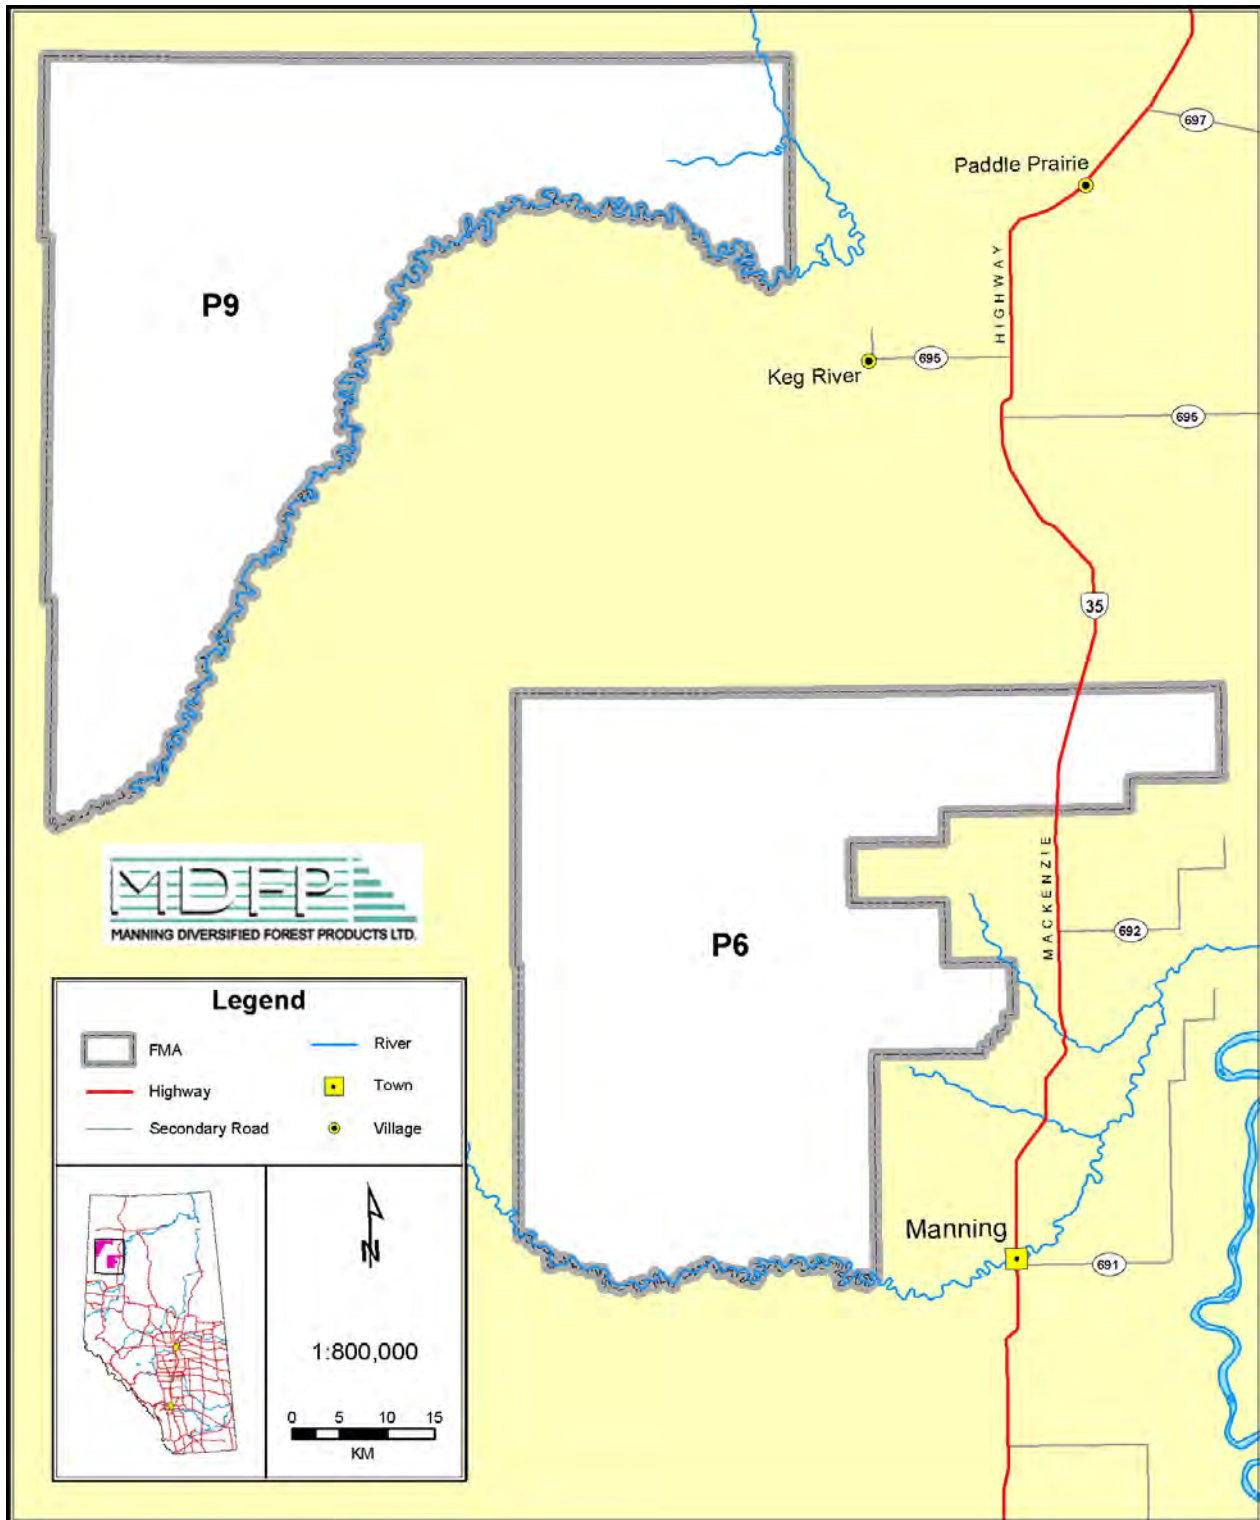 697
Paddle Prairie
HIGHWAY
P9
695
Keg River
695
35
MDFP
MANNING DIVERSIFIED FOREST PRODUCTS LTD.
MACKENZIE
692
P6
Legend
FMA
River
Highway
Town
Secondary Road
Village
N
1:800,000
0 5 10 15
KM
Manning
691